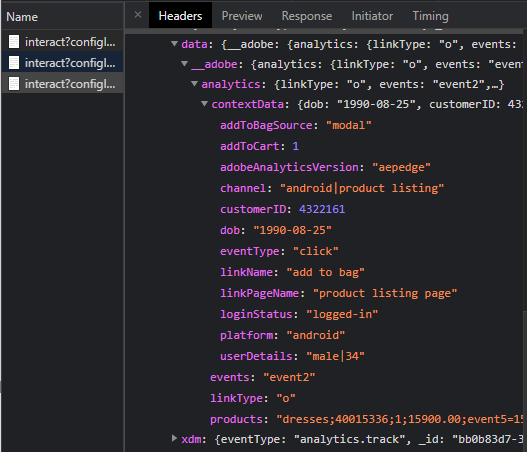 Name
× Headers Preview Response Initiator Timing
interact?configI...
interact?configI...
interact?configI...
▼ data: {__adobe: {analytics: {linkType: "o", events:
▼ __adobe: {analytics: {linkType: "o", events: "event
▼ analytics: {linkType: "o", events: "event2",…}
▼ contextData: {dob: "1990-08-25", customerID: 432
addToBagSource: "modal"
addToCart: 1
adobeAnalyticsVersion: "aepedge"
channel: "android|product listing"
customerID: 4322161
dob: "1990-08-25"
eventType: "click"
linkName: "add to bag"
linkPageName: "product listing page"
loginStatus: "logged-in"
platform: "android"
userDetails: "male|34"
events: "event2"
linkType: "o"
products: "dresses;40015336;1;15900.00;event5=15
▶ xdm: {eventType: "analytics.track", _id: "bb0b83d7-3